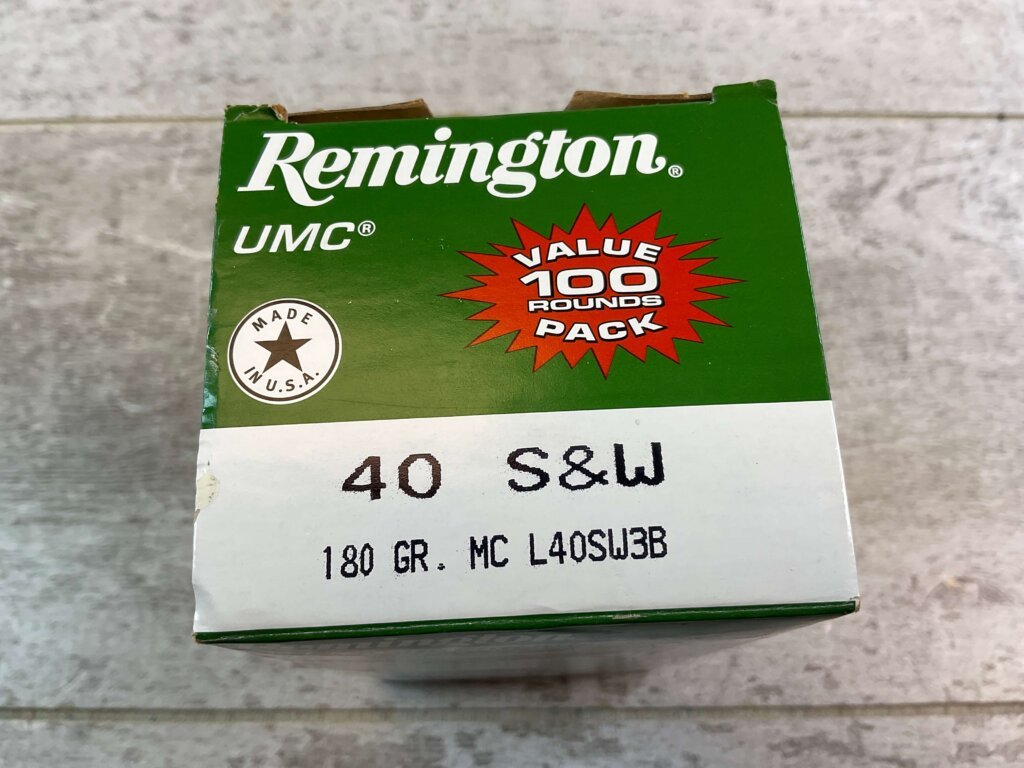 Remington®
UMC®
VALUE
100
ROUNDS
PACK
MADE
IN U.S.A.
40 S&W
180 GR. MC L40SW3B